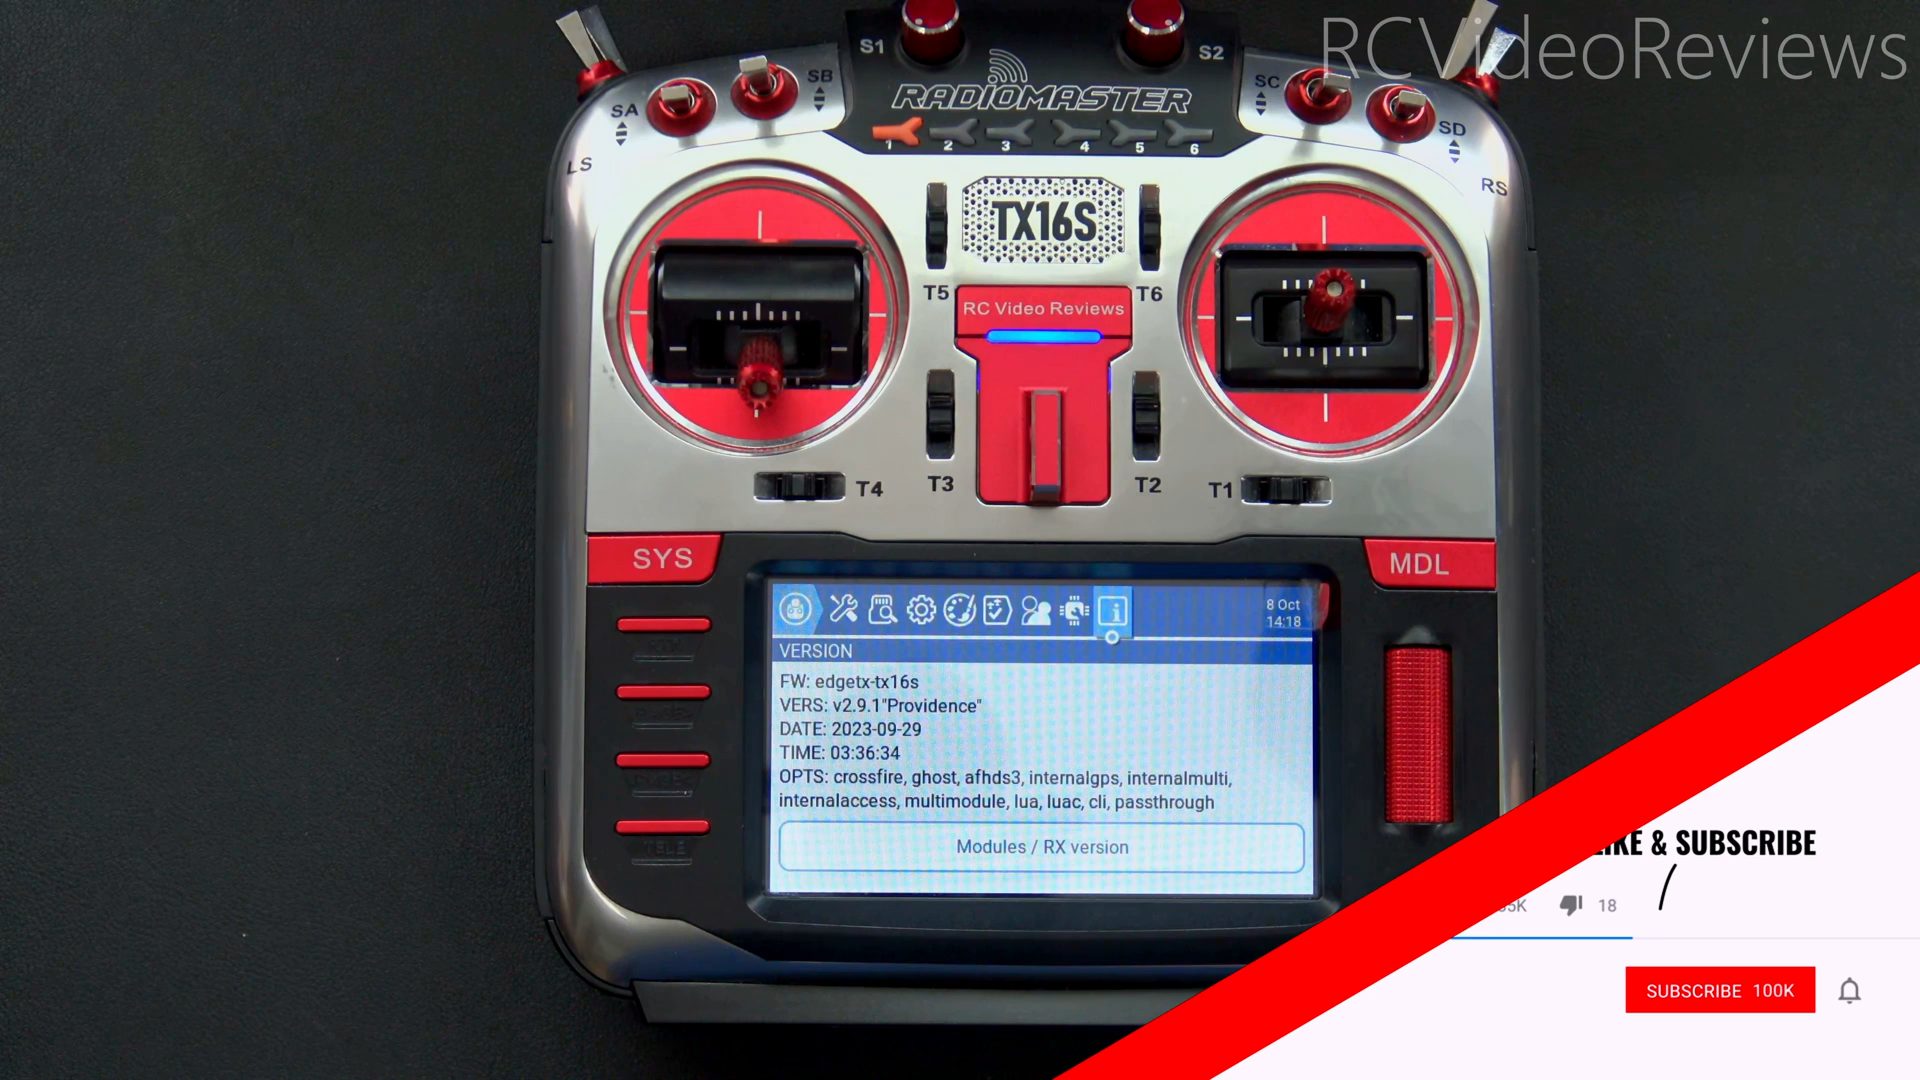 RCVideoReviews
S1
S2
RADIOMASTER
SA
SB
SC
SD
1 2 3 4 5 6
LS
RS
TX16S
T5
T6
RC Video Reviews
T4
T3
T2
T1
SYS
MDL
8 Oct
14:18
VERSION
FW: edgetx-tx16s
VERS: v2.9.1"Providence"
DATE: 2023-09-29
TIME: 03:36:34
OPTS: crossfire, ghost, afhds3, internalgps, internalmulti,
internalaccess, multimodule, lua, luac, cli, passthrough
Modules / RX version
TELE
LIKE & SUBSCRIBE
18
SUBSCRIBE 100K